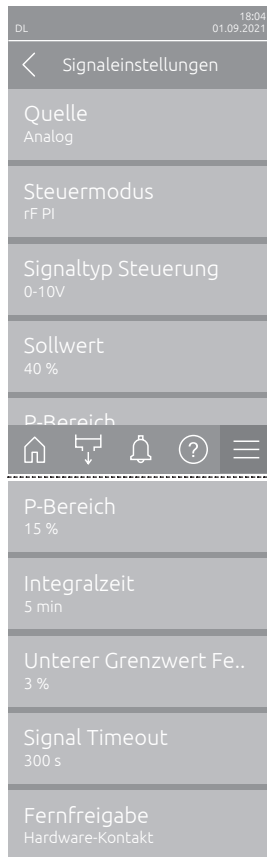 18:04
DL 01.09.2021
Signaleinstellungen
Quelle
Analog
Steuermodus
rF PI
Signaltyp Steuerung
0-10V
Sollwert
40 %
P-Bereich
P-Bereich
15 %
Integralzeit
5 min
Unterer Grenzwert Fe..
3 %
Signal Timeout
300 s
Fernfreigabe
Hardware-Kontakt